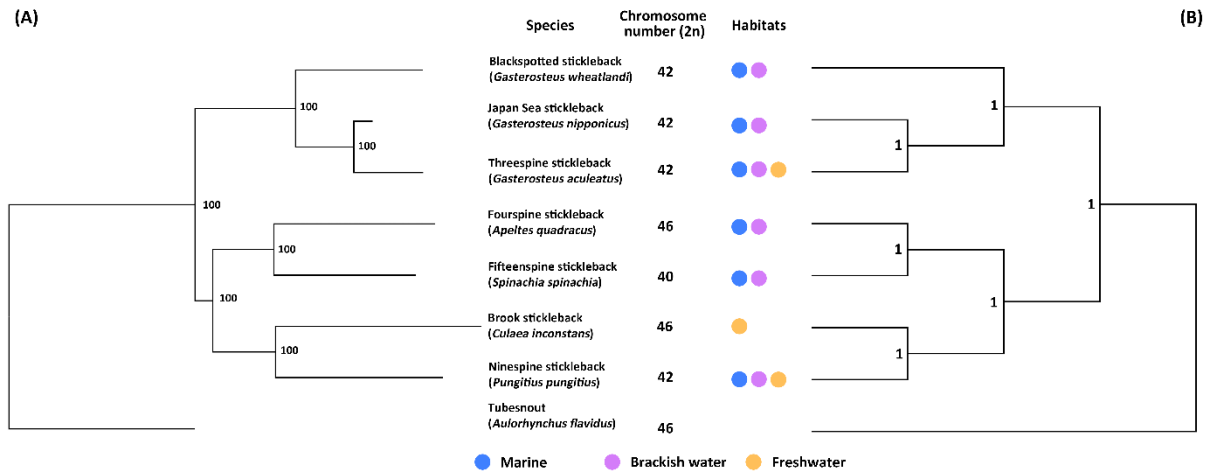 (A)
Species
Chromosome
number (2n)
Habitats
(B)
Blackspotted stickleback
(Gasterosteus wheatlandi)
42
100
1
Japan Sea stickleback
(Gasterosteus nipponicus)
42
100
1
Threespine stickleback
(Gasterosteus aculeatus)
42
100
1
Fourspine stickleback
(Apeltes quadracus)
46
100
1
Fifteenspine stickleback
(Spinachia spinachia)
40
100
1
Brook stickleback
(Culaea inconstans)
46
100
1
Ninespine stickleback
(Pungitius pungitius)
42
Tubesnout
(Aulorhynchus flavidus)
46
Marine
Brackish water
Freshwater